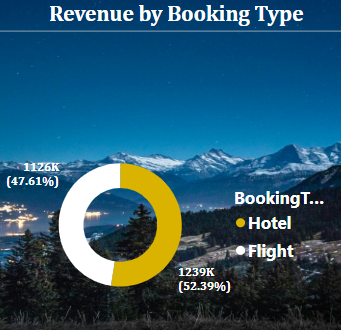 Revenue by Booking Type
1126K
(47.61%)
BookingT...
Hotel
Flight
1239K
(52.39%)